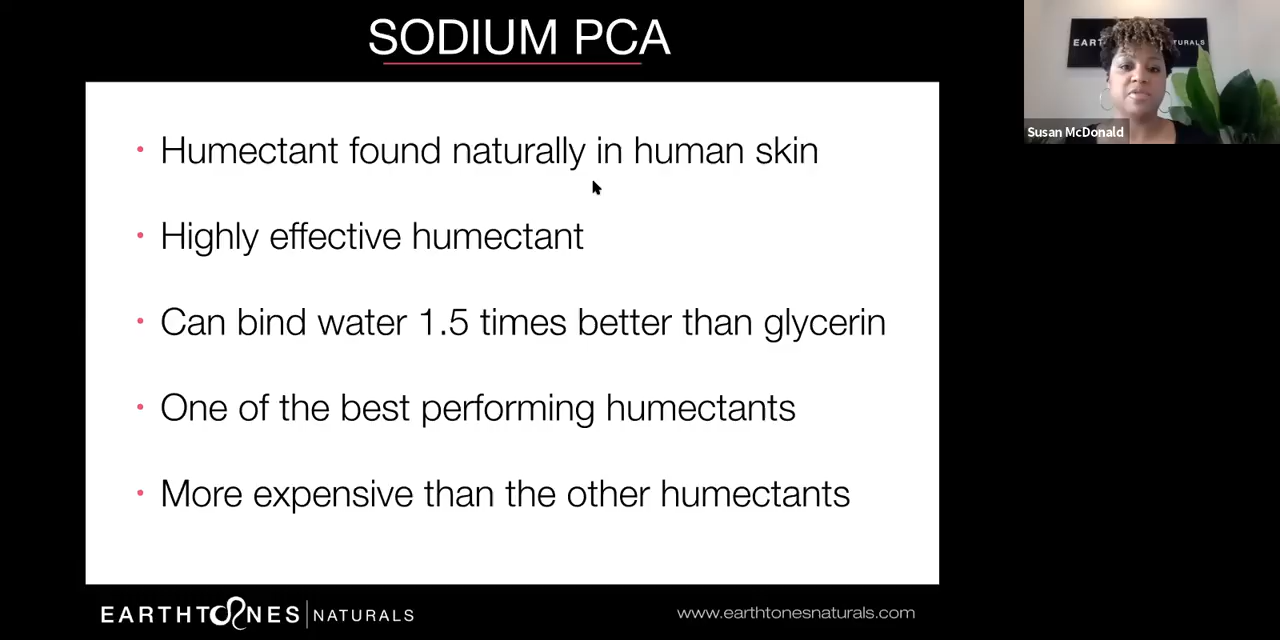 SODIUM PCA
EART URALS
Susan McDonald
• Humectant found naturally in human skin
• Highly effective humectant
• Can bind water 1.5 times better than glycerin
• One of the best performing humectants
• More expensive than the other humectants
EARTHTONES NATURALS
www.earthtonesnaturals.com